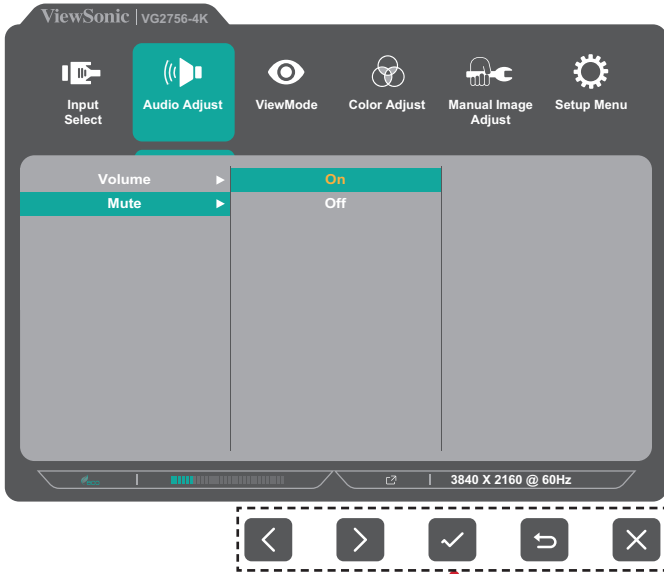 ViewSonic VG2756-4K
Input
Select
Audio Adjust
ViewMode
Color Adjust
Manual Image
Adjust
Setup Menu
Volume
On
Mute
Off
eco
3840 X 2160 @ 60Hz